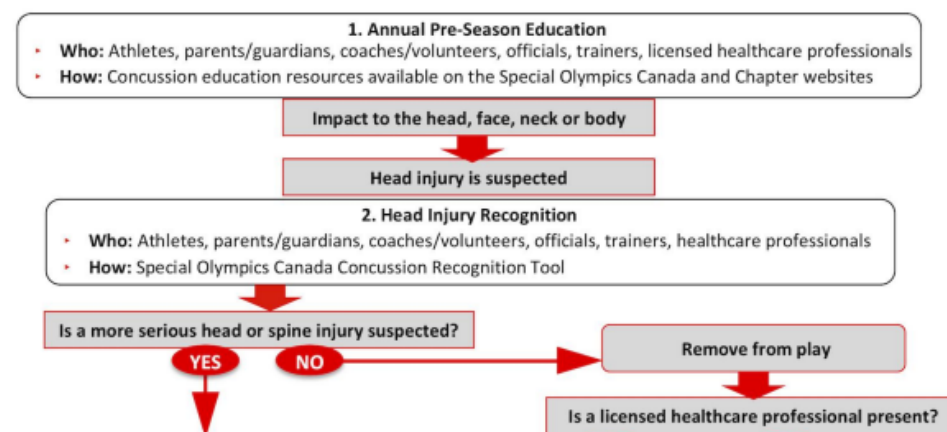 1. Annual Pre-Season Education
‣ Who: Athletes, parents/guardians, coaches/volunteers, officials, trainers, licensed healthcare professionals
‣ How: Concussion education resources available on the Special Olympics Canada and Chapter websites
Impact to the head, face, neck or body
Head injury is suspected
2. Head Injury Recognition
‣ Who: Athletes, parents/guardians, coaches/volunteers, officials, trainers, healthcare professionals
‣ How: Special Olympics Canada Concussion Recognition Tool
Is a more serious head or spine injury suspected?
YES
NO
Remove from play
Is a licensed healthcare professional present?